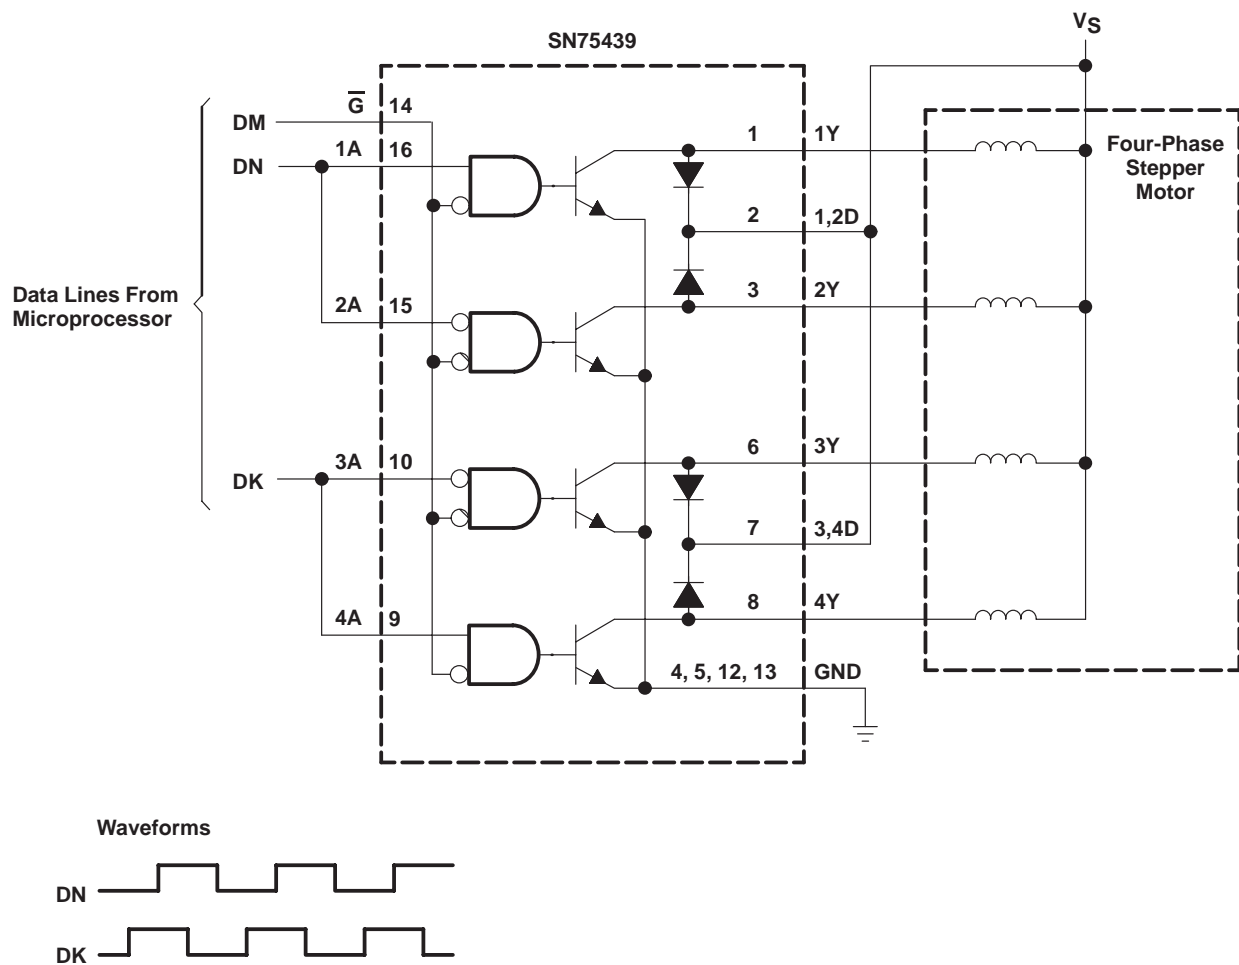 VS
SN75439
G 14
DM
1A 16
DN
1 1Y
Four-Phase
Stepper
Motor
2 1,2D
Data Lines From
Microprocessor
2A 15
3 2Y
3A 10
DK
6 3Y
7 3,4D
4A 9
8 4Y
4, 5, 12, 13 GND
Waveforms
DN
DK